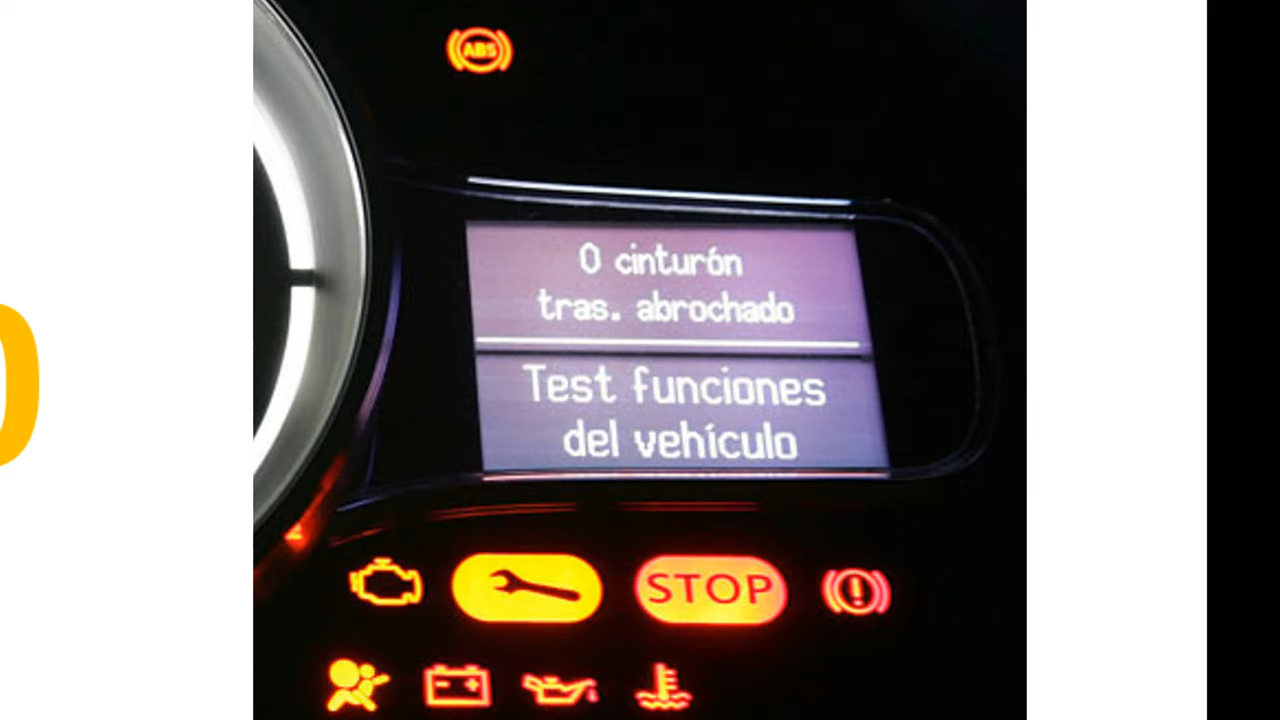 ABS
0 cinturón
tras. abrochado
Test funciones
del vehículo
STOP